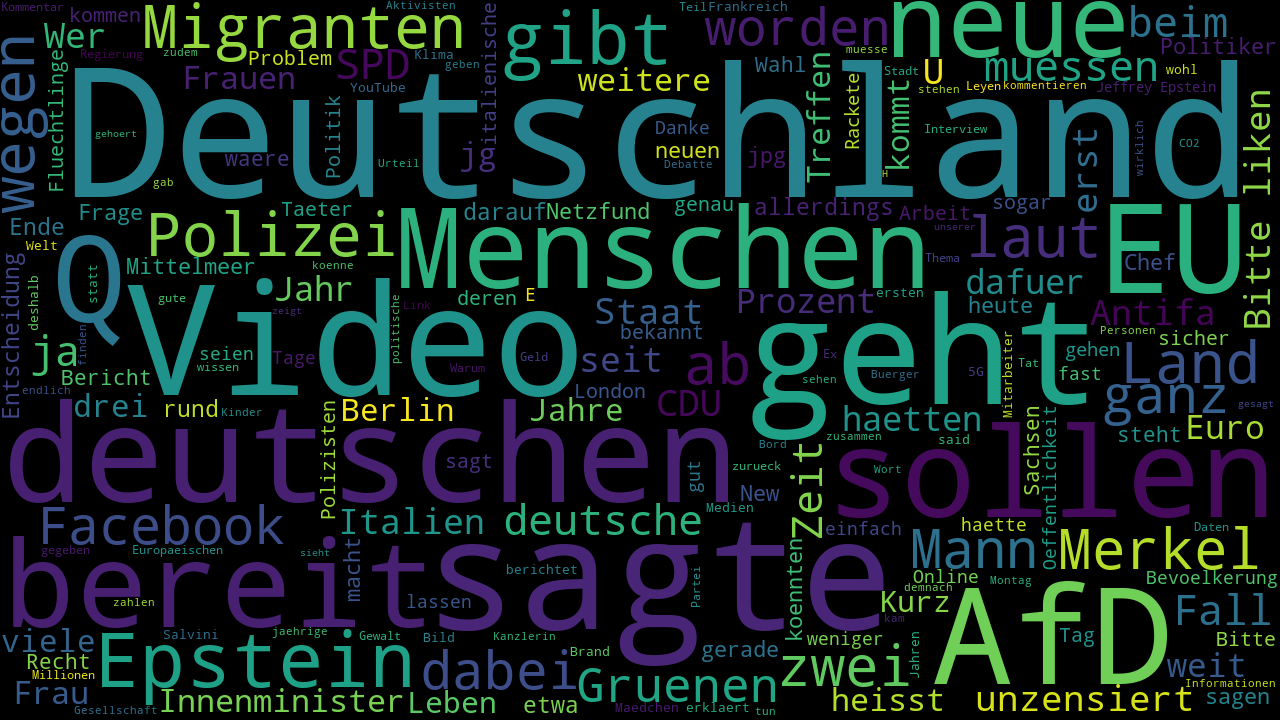 Kommentar
kommen
Migranten
Aktivisten
italienische
gibt
Teil
Frankreich
worden
neue
beim
Wer
Regierung
zudem
Problem
SPD
Klima
geben
weitere
Wahl
muesse
Politiker
muessen
wohl
wegen
Fluechtlinge
Frauen
YouTube
Treffen
Rackete
kommt
Stadt
U
stehen
Leyen
kommentieren
Jeffrey Epstein
Deutschland
gehoert
Politik
waere
gab
Urteil
jg
Danke
neuen
Debatte
jpg
H
Interview
erst
wirklich
CO2
Bitte liken
Ende
Frage
Taeter
darauf
Netzfund
genau
allerdings
Arbeit
sogar
unserer
Welt
Polizei
Menschen
laut
EU
Thema
Chef
Q
statt
Mittelmeer
koenne
dafuer
Entscheidung
deshalb
gute
Jahr
zeigt
politische
Link
deren
E
Staat
bekannt
Prozent
ersten
heute
Antifa
Personen
sicher
ja
finden
Video
seien
wissen
Tage
Warum
Geld
seit
ab
geht
Ex
sehen
Buerger
5G
Mitarbeiter
Tat
gehen
fast
Land
Bericht
endlich
drei
rund
Kinder
Berlin
Jahre
London
CDU
haetten
ganz
gesagt
deutschen
Polizisten
sagt
Bord
gut
zurueck
zusammen
said
sollen
Wort
Sachsen
Oeffentlichkeit
steht
Euro
Facebook
Italien
deutsche
New
Medien
Zeit
einfach
haette
Mann
Merkel
Daten
gegeben
Europaeischen
sieht
macht
bereit
sagte
berichtet
Partei
koennten
Online
demnach
Montag
Bevoelkerung
zahlen
lassen
Kurz
kam
AfD
Fall
viele
Salvini
jaehrige
Gewalt
Bild
Kanzlerin
Brand
gerade
weniger
Jahren
Tag
Bitte
Recht
Millionen
Epstein
dabei
Gruenen
zwei
weit
Informationen
Frau
Gesellschaft
Innenminister
Leben
etwa
Maedchen
erklaert
tun
heisst
unzensiert
sagen